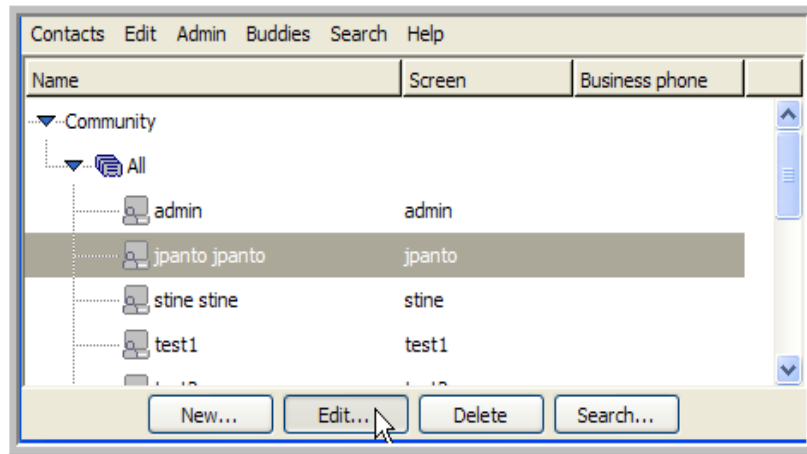 Contacts Edit Admin Buddies Search Help
Name Screen Business phone
Community
All
admin admin
jpanto jpanto jpanto
stine stine stine
test1 test1
New... Edit... Delete Search...